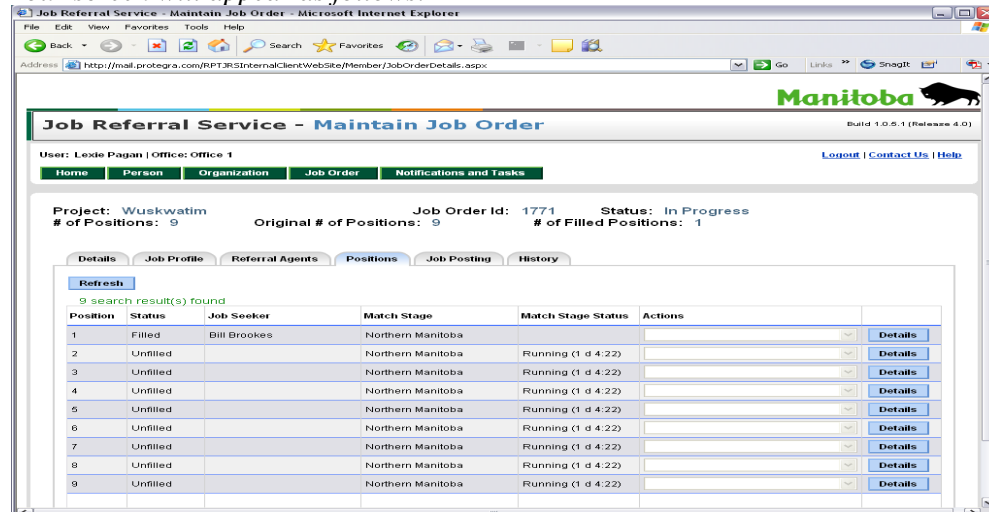 Job Referral Service - Maintain Job Order - Microsoft Internet Explorer
File Edit View Favorites Tools Help
Back Search Favorites
Address http://mail.protegra.com/RPTJRSInternalClientWebSite/Member/JobOrderDetails.aspx Go Links » SnagIt
Manitoba
Job Referral Service - Maintain Job Order Build 1.0.5.1 (Release 4.0)
User: Lexie Pagan | Office: Office 1 Logout | Contact Us | Help
Home Person Organization Job Order Notifications and Tasks
Project: Wuskwatim Job Order Id: 1771 Status: In Progress
# of Positions: 9 Original # of Positions: 9 # of Filled Positions: 1
Details Job Profile Referral Agents Positions Job Posting History
Refresh
9 search result(s) found
Position Status Job Seeker Match Stage Match Stage Status Actions
1 Filled Bill Brookes Northern Manitoba Details
2 Unfilled Northern Manitoba Running (1 d 4:22) Details
3 Unfilled Northern Manitoba Running (1 d 4:22) Details
4 Unfilled Northern Manitoba Running (1 d 4:22) Details
5 Unfilled Northern Manitoba Running (1 d 4:22) Details
6 Unfilled Northern Manitoba Running (1 d 4:22) Details
7 Unfilled Northern Manitoba Running (1 d 4:22) Details
8 Unfilled Northern Manitoba Running (1 d 4:22) Details
9 Unfilled Northern Manitoba Running (1 d 4:22) Details